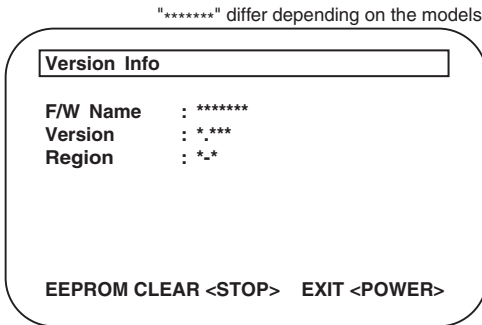 "*******" differ depending on the models
Version Info
F/W Name : *******
Version : *.***
Region : *-*
EEPROM CLEAR <STOP> EXIT <POWER>